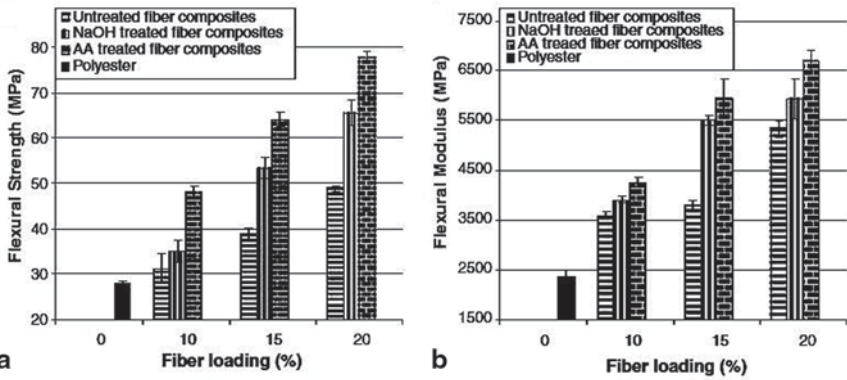 Untreated fiber composites
NaOH treated fiber composites
AA treated fiber composites
Polyester
80
70
60
50
40
30
20
Flexural Strength (MPa)
0 10 15 20
Fiber loading (%)
a
Untreated fiber composites
NaOH treaed fiber composites
AA treaed fiber composites
Polyester
7500
6500
5500
4500
3500
2500
1500
Flexural Modulus (MPa)
0 10 15 20
Fiber loading (%)
b